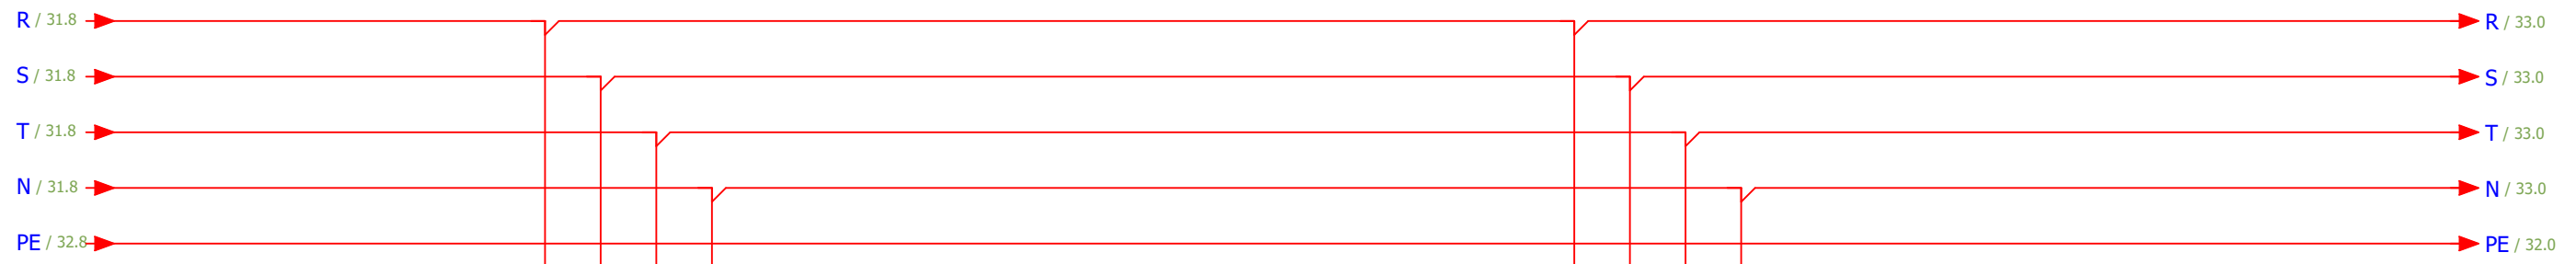 R / 31.8 R / 33.0
S / 31.8 S / 33.0
T / 31.8 T / 33.0
N / 31.8 N / 33.0
PE / 32.8 PE / 32.0